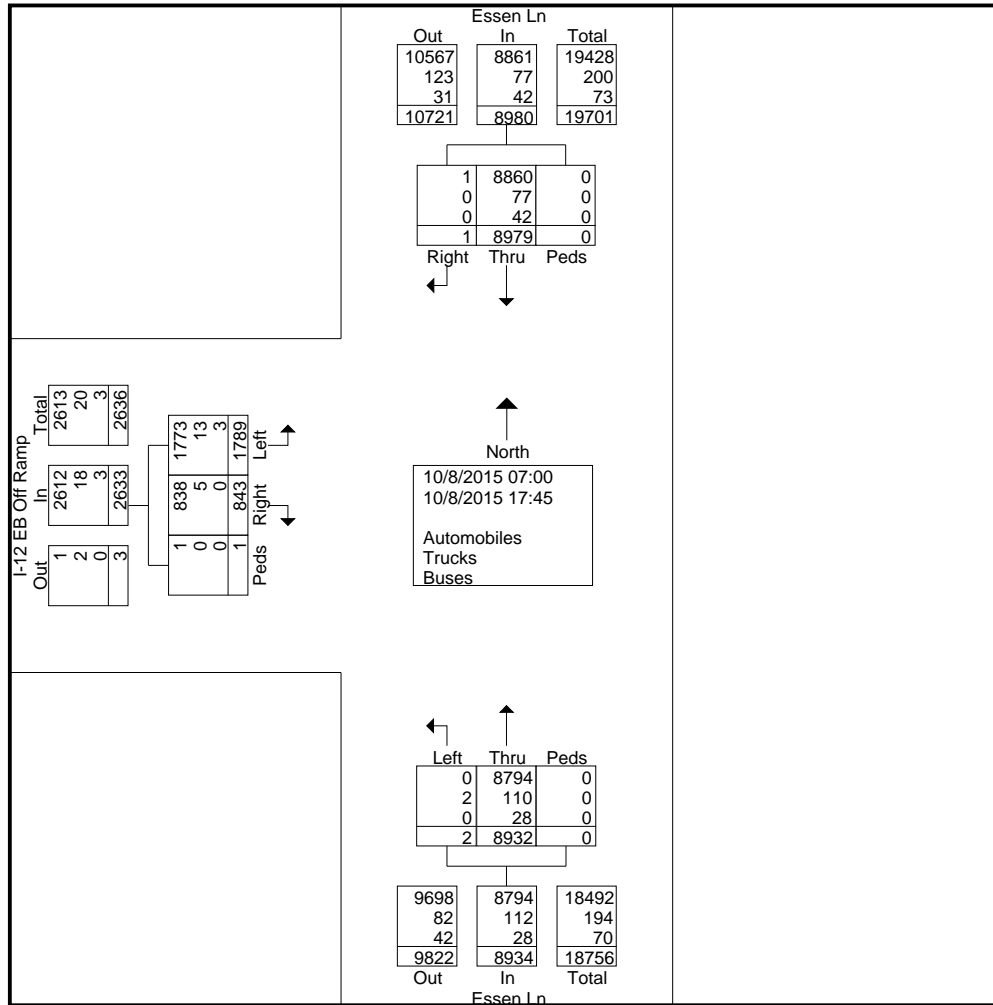 Essen Ln
Out In Total
10567 8861 19428
123 77 200
31 42 73
10721 8980 19701
1 8860 0
0 77 0
0 42 0
1 8979 0
Right Thru Peds
I-12 EB Off Ramp
Out In Total
1 2612 2613
2 18 20
0 3 3
3 2633 2636
1 838 1773
0 5 13
0 0 3
1 843 1789
Peds Right Left
North
10/8/2015 07:00
10/8/2015 17:45
Automobiles
Trucks
Buses
Left Thru Peds
0 8794 0
2 110 0
0 28 0
2 8932 0
9698 8794 18492
82 112 194
42 28 70
9822 8934 18756
Out In Total
Essen Ln